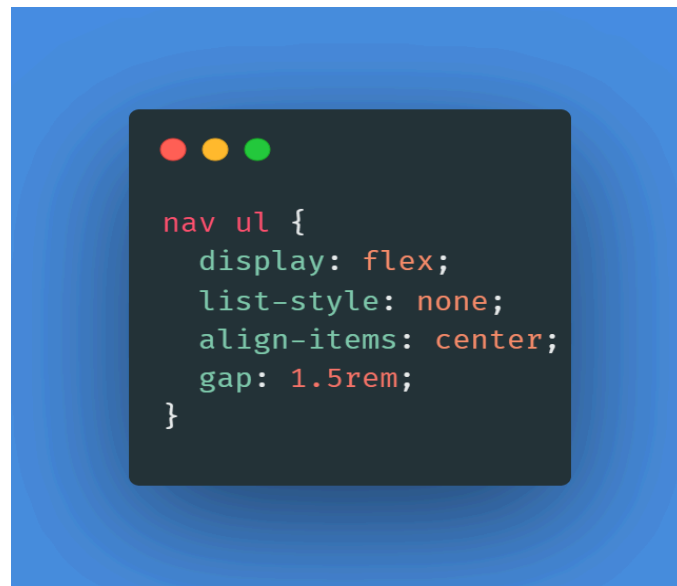 nav ul {
  display: flex;
  list-style: none;
  align-items: center;
  gap: 1.5rem;
}